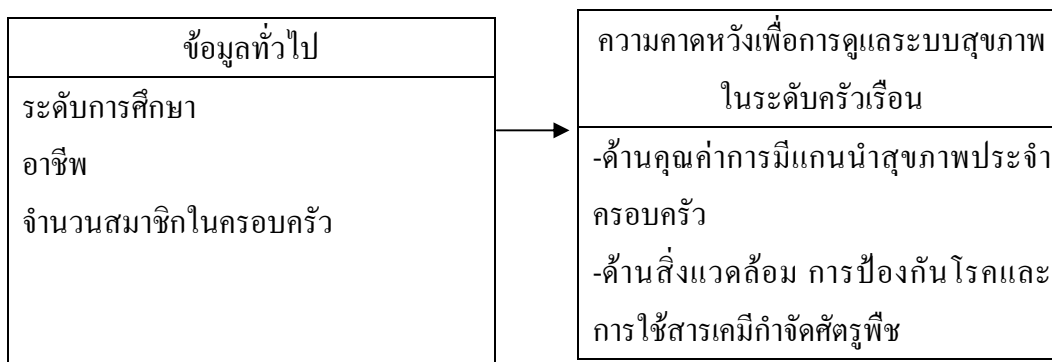 ข้อมูลทั่วไป
ระดับการศึกษา
อาชีพ
จำนวนสมาชิกในครอบครัว
ความคาดหวังเพื่อการดูแลระบบสุขภาพ
ในระดับครัวเรือน
-ด้านคุณค่าการมีแกนนำสุขภาพประจำ
ครอบครัว
-ด้านสิ่งแวดล้อม การป้องกันโรคและ
การใช้สารเคมีกำจัดศัตรูพืช